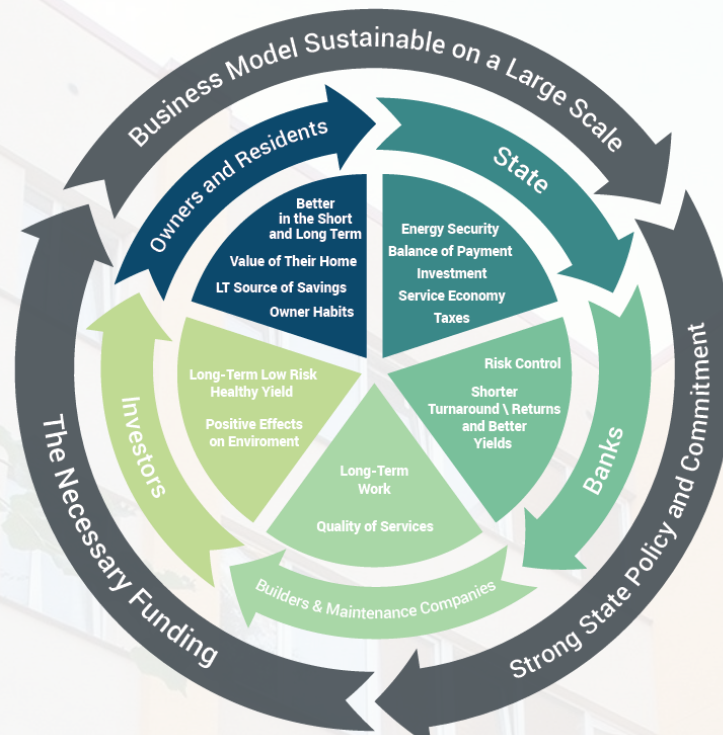 Business Model Sustainable on a Large Scale
Owners and Residents
State
Better
in the Short
and Long Term
Value of Their Home
LT Source of Savings
Owner Habits
Energy Security
Balance of Payment
Investment
Service Economy
Taxes
Long-Term Low Risk
Healthy Yield
Positive Effects
on Enviroment
Risk Control
Shorter
Turnaround \ Returns
and Better
Yields
Long-Term
Work
Quality of Services
Investors
Banks
Builders & Maintenance Companies
The Necessary Funding
Strong State Policy and Commitment